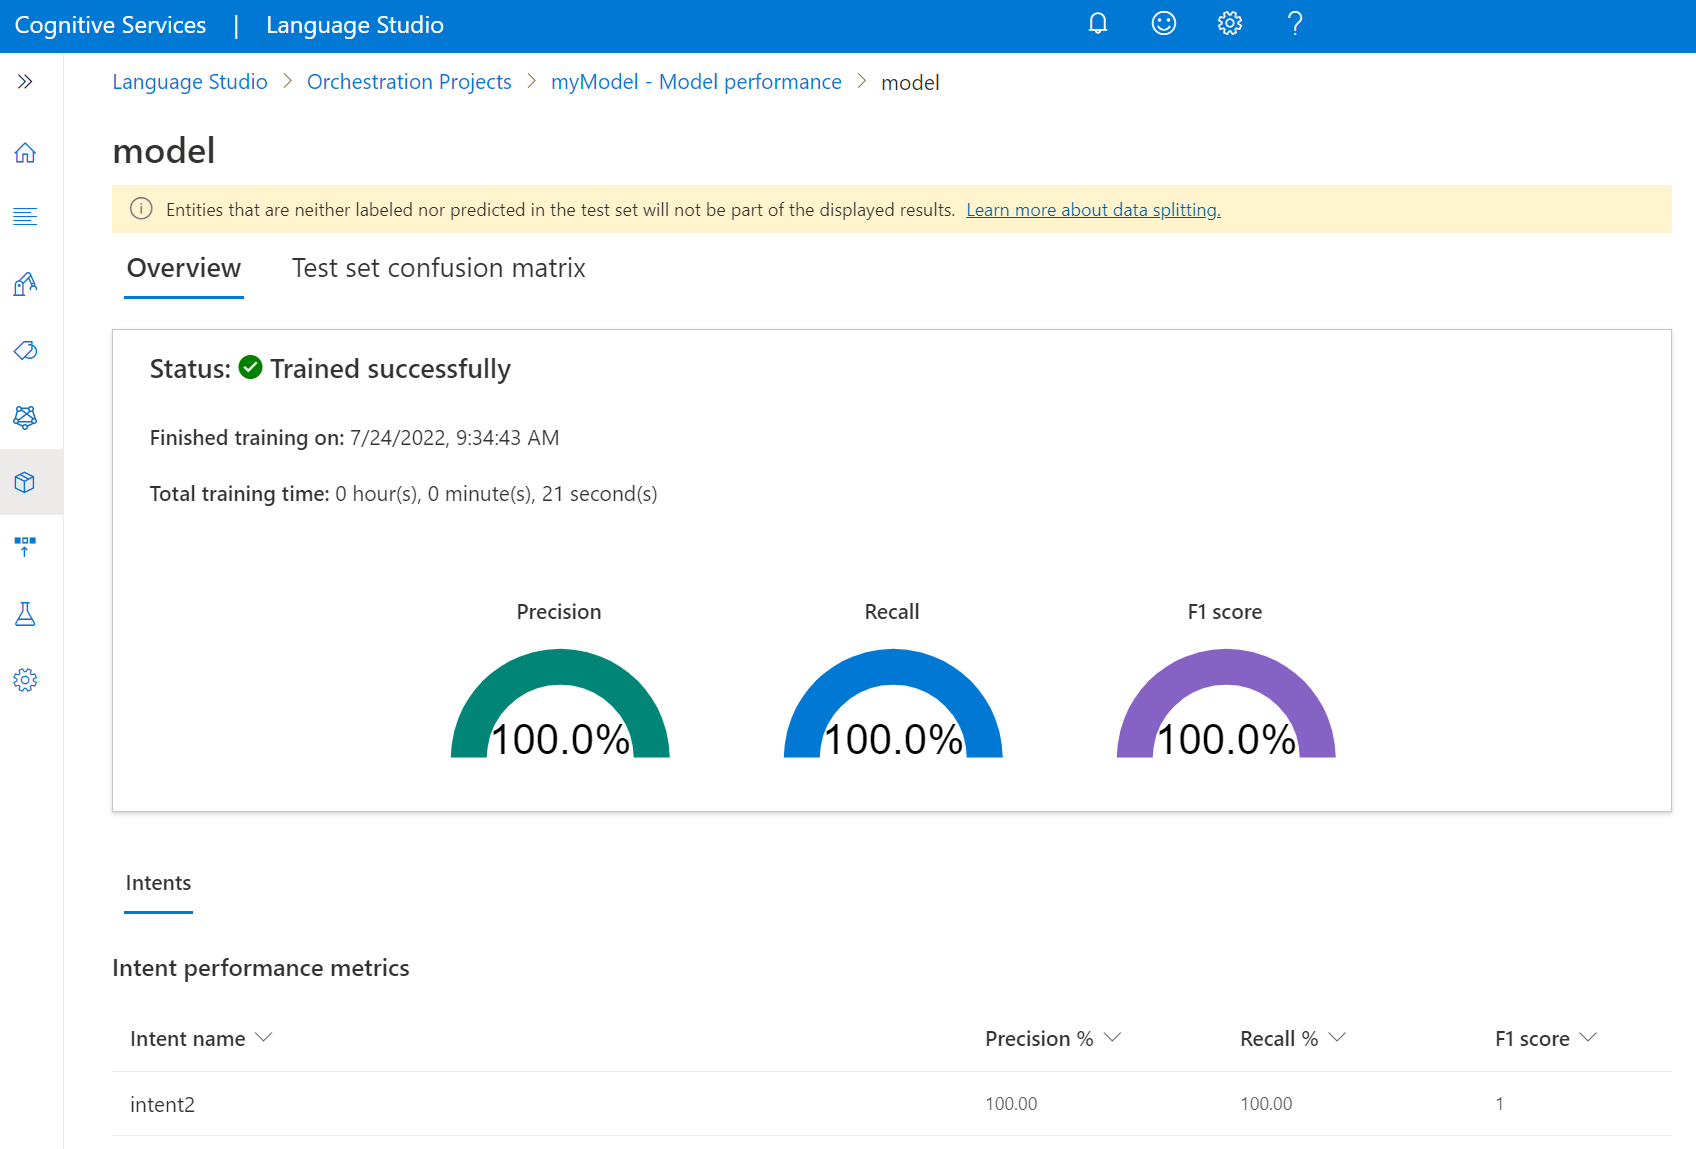 Cognitive Services | Language Studio
Language Studio > Orchestration Projects > myModel - Model performance > model
model
Entities that are neither labeled nor predicted in the test set will not be part of the displayed results. Learn more about data splitting.
Overview Test set confusion matrix
Status: Trained successfully
Finished training on: 7/24/2022, 9:34:43 AM
Total training time: 0 hour(s), 0 minute(s), 21 second(s)
Precision Recall F1 score
100.0% 100.0% 100.0%
Intents
Intent performance metrics
Intent name Precision % Recall % F1 score
intent2 100.00 100.00 1